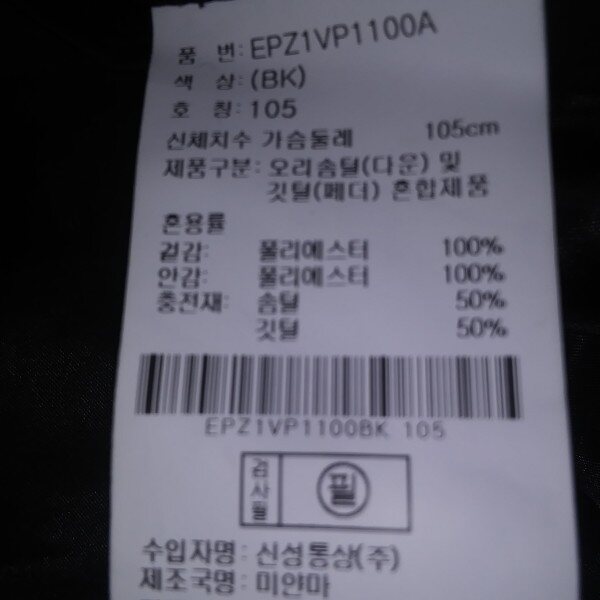 품 번: EPZ1VP1100A
색 상: (BK)
호 칭: 105
신체치수 가슴둘레 105cm
제품구분: 오리솜털(다운) 및
깃털(페더) 혼합제품
혼용률
겉감: 폴리에스터 100%
안감: 폴리에스터 100%
충전재: 솜털 50%
깃털 50%
EPZ1VP1100BK 105
검사필 필
수입자명: 신성통상(주)
제조국명: 미얀마